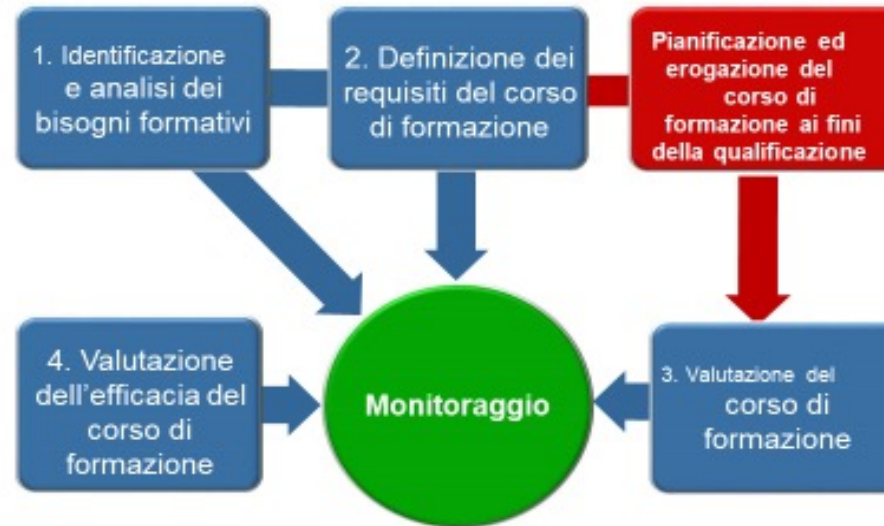 1. Identificazione
e analisi dei
bisogni formativi
2. Definizione dei
requisiti del corso
di formazione
Pianificazione ed
erogazione del
corso di
formazione ai fini
della qualificazione
4. Valutazione
dell'efficacia del
corso di
formazione
Monitoraggio
3. Valutazione del
corso di
formazione